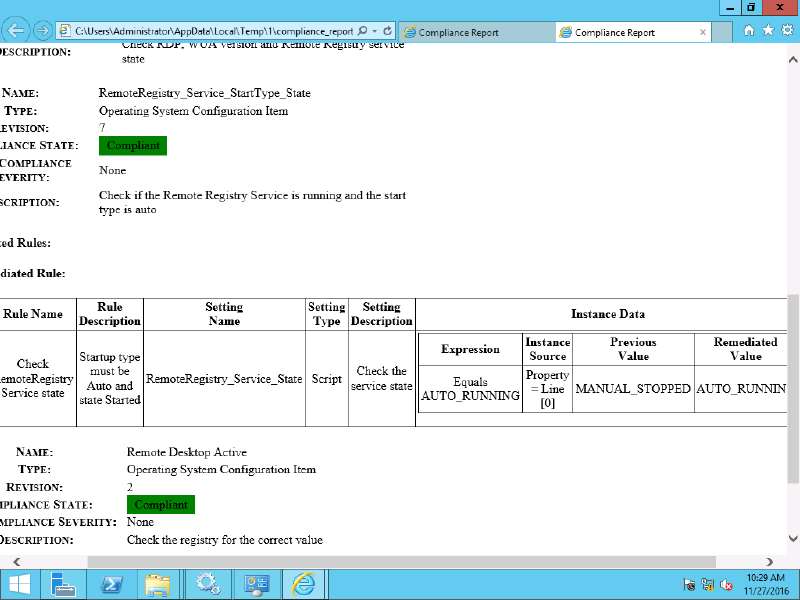 C:\Users\Administrator\AppData\Local\Temp\1\compliance_report
Compliance Report
Compliance Report
DESCRIPTION:
Check RDP, WUA version and Remote Registry service
state
NAME:
RemoteRegistry_Service_StartType_State
TYPE:
Operating System Configuration Item
EVISION:
7
IANCE STATE:
Compliant
COMPLIANCE
EVERITY:
None
SCRIPTION:
Check if the Remote Registry Service is running and the start
type is auto
ted Rules:
diated Rule:
Rule Name
Rule
Description
Setting
Name
Setting
Type
Setting
Description
Instance Data
Check
emoteRegistry
Service state
Startup type
must be
Auto and
state Started
RemoteRegistry_Service_State
Script
Check the
service state
Expression
Instance
Source
Previous
Value
Remediated
Value
Equals
AUTO_RUNNING
Property
= Line
[0]
MANUAL_STOPPED
AUTO_RUNNIN
NAME:
Remote Desktop Active
TYPE:
Operating System Configuration Item
REVISION:
2
MPLIANCE STATE:
Compliant
OMPLIANCE SEVERITY:
None
DESCRIPTION:
Check the registry for the correct value
10:29 AM
11/27/2016